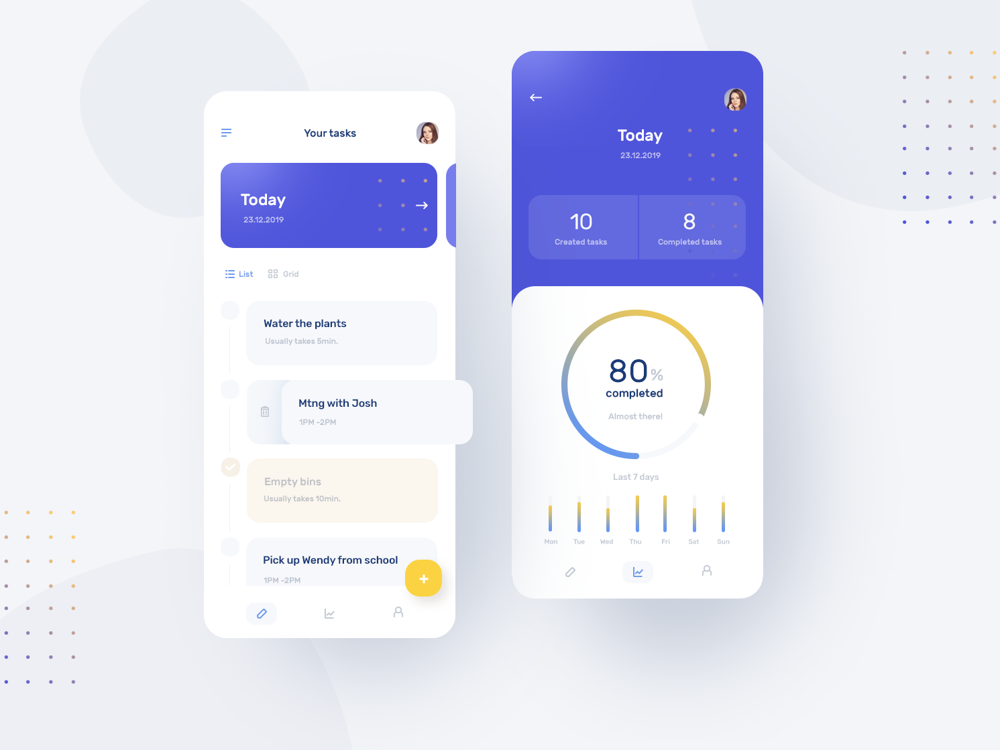 Your tasks
Today
23.12.2019
List
Grid
Water the plants
Usually takes 5min.
Mtng with Josh
1PM -2PM
Empty bins
Usually takes 10min.
Pick up Wendy from school
1PM -2PM
+
Today
23.12.2019
10
Created tasks
8
Completed tasks
80 %
completed
Almost there!
Last 7 days
Mon Tue Wed Thu Fri Sat Sun